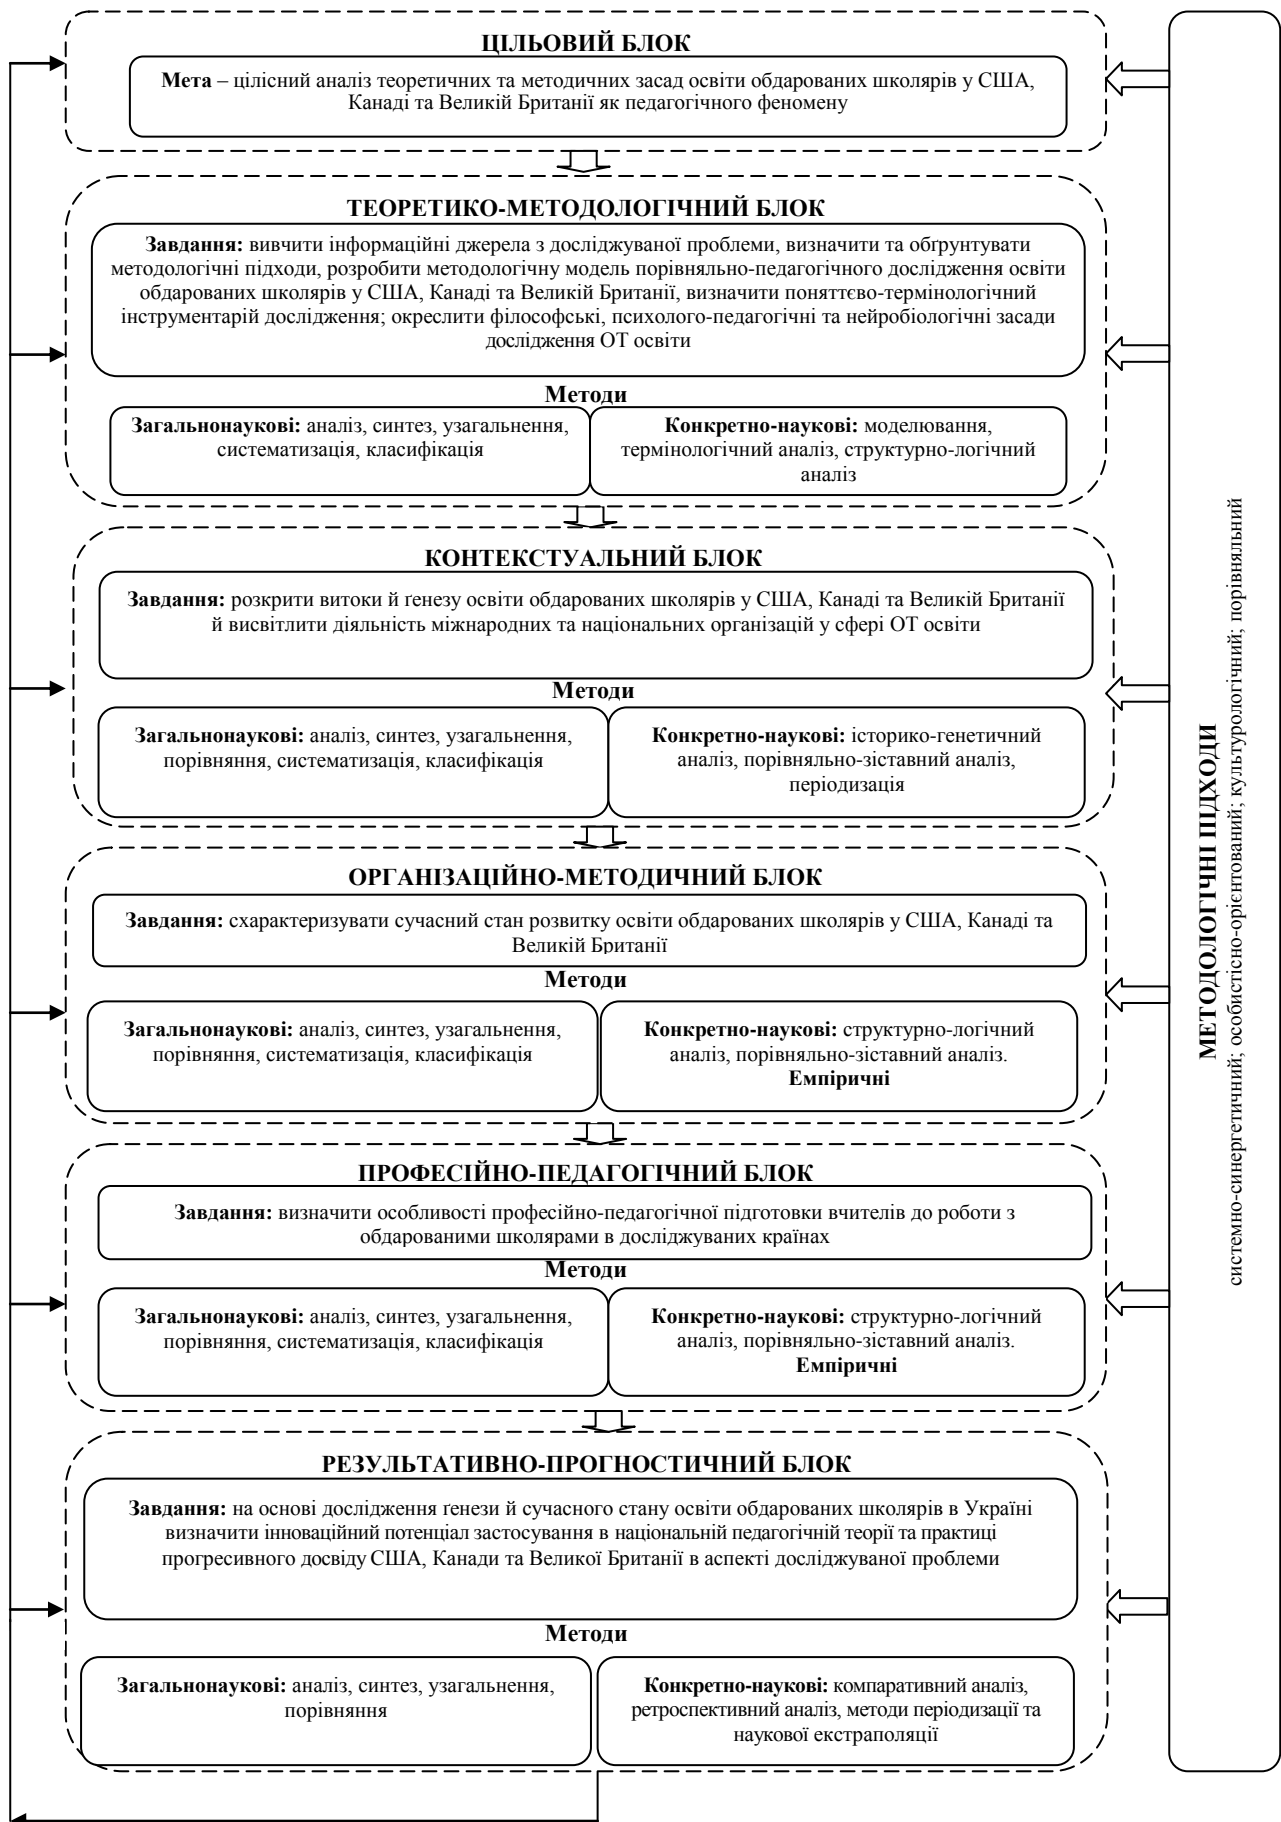 ЦІЛЬОВИЙ БЛОК
Мета – цілісний аналіз теоретичних та методичних засад освіти обдарованих школярів у США,
Канаді та Великій Британії як педагогічного феномену
ТЕОРЕТИКО-МЕТОДОЛОГІЧНИЙ БЛОК
Завдання: вивчити інформаційні джерела з досліджуваної проблеми, визначити та обґрунтувати
методологічні підходи, розробити методологічну модель порівняльно-педагогічного дослідження освіти
обдарованих школярів у США, Канаді та Великій Британії, визначити поняттєво-термінологічний
інструментарій дослідження; окреслити філософські, психолого-педагогічні та нейробіологічні засади
дослідження ОТ освіти
Методи
Загальнонаукові: аналіз, синтез, узагальнення,
систематизація, класифікація
Конкретно-наукові: моделювання,
термінологічний аналіз, структурно-логічний
аналіз
КОНТЕКСТУАЛЬНИЙ БЛОК
Завдання: розкрити витоки й ґенезу освіти обдарованих школярів у США, Канаді та Великій Британії
й висвітлити діяльність міжнародних та національних організацій у сфері ОТ освіти
Методи
Загальнонаукові: аналіз, синтез, узагальнення,
порівняння, систематизація, класифікація
Конкретно-наукові: історико-генетичний
аналіз, порівняльно-зіставний аналіз,
періодизація
ОРГАНІЗАЦІЙНО-МЕТОДИЧНИЙ БЛОК
Завдання: схарактеризувати сучасний стан розвитку освіти обдарованих школярів у США, Канаді та
Великій Британії
Методи
Загальнонаукові: аналіз, синтез, узагальнення,
порівняння, систематизація, класифікація
Конкретно-наукові: структурно-логічний
аналіз, порівняльно-зіставний аналіз.
Емпіричні
ПРОФЕСІЙНО-ПЕДАГОГІЧНИЙ БЛОК
Завдання: визначити особливості професійно-педагогічної підготовки вчителів до роботи з
обдарованими школярами в досліджуваних країнах
Методи
Загальнонаукові: аналіз, синтез, узагальнення,
порівняння, систематизація, класифікація
Конкретно-наукові: структурно-логічний
аналіз, порівняльно-зіставний аналіз.
Емпіричні
РЕЗУЛЬТАТИВНО-ПРОГНОСТИЧНИЙ БЛОК
Завдання: на основі дослідження ґенези й сучасного стану освіти обдарованих школярів в Україні
визначити інноваційний потенціал застосування в національній педагогічній теорії та практиці
прогресивного досвіду США, Канади та Великої Британії в аспекті досліджуваної проблеми
Методи
Загальнонаукові: аналіз, синтез, узагальнення,
порівняння
Конкретно-наукові: компаративний аналіз,
ретроспективний аналіз, методи періодизації та
наукової екстраполяції
МЕТОДОЛОГІЧНІ ПІДХОДИ
системно-синергетичний; особистісно-орієнтований; культурологічний; порівняльний